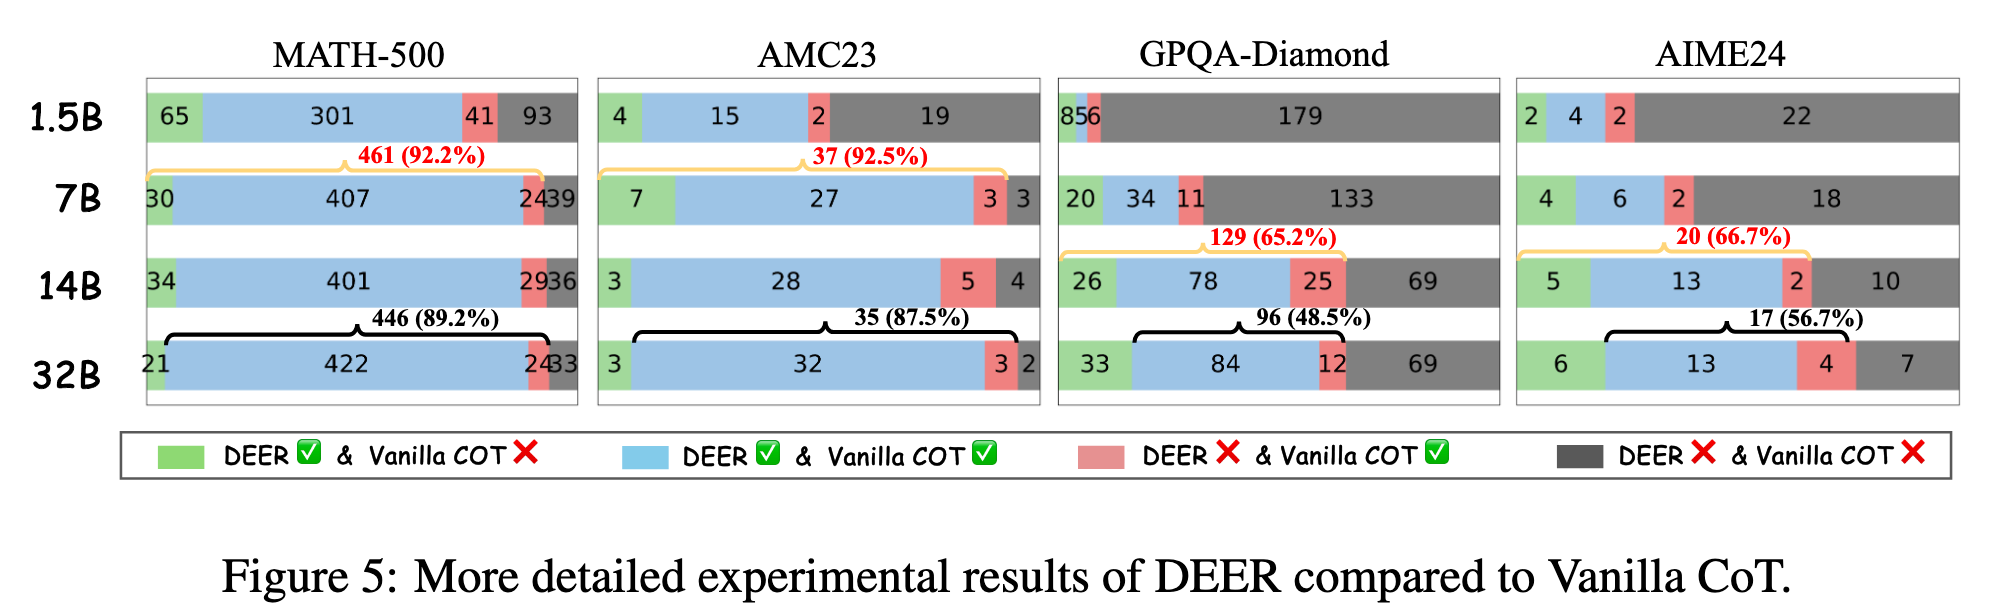 MATH-500 AMC23 GPQA-Diamond AIME24
1.5B 65 301 41 93 4 15 2 19 8 5 6 179 2 4 2 22
461 (92.2%) 37 (92.5%)
7B 30 407 24 39 7 27 3 3 20 34 11 133 4 6 2 18
129 (65.2%) 20 (66.7%)
14B 34 401 29 36 3 28 5 4 26 78 25 69 5 13 2 10
446 (89.2%) 35 (87.5%) 96 (48.5%) 17 (56.7%)
32B 21 422 24 33 3 32 3 2 33 84 12 69 6 13 4 7
DEER ✅ & Vanilla COT ❌ DEER ✅ & Vanilla COT ✅ DEER ❌ & Vanilla COT ✅ DEER ❌ & Vanilla COT ❌
Figure 5: More detailed experimental results of DEER compared to Vanilla CoT.